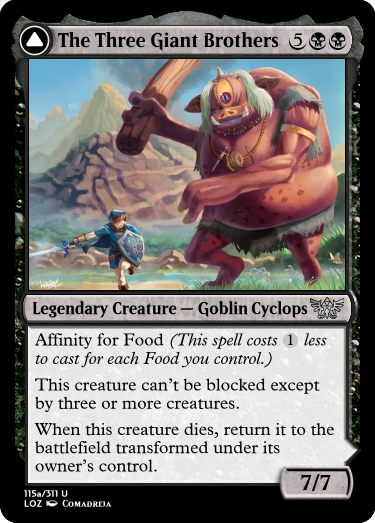 The Three Giant Brothers 5
Legendary Creature — Goblin Cyclops
Affinity for Food (This spell costs 1 less
to cast for each Food you control.)
This creature can't be blocked except
by three or more creatures.
When this creature dies, return it to the
battlefield transformed under its
owner's control.
7/7
115a/311 U
LOZ Comadreja